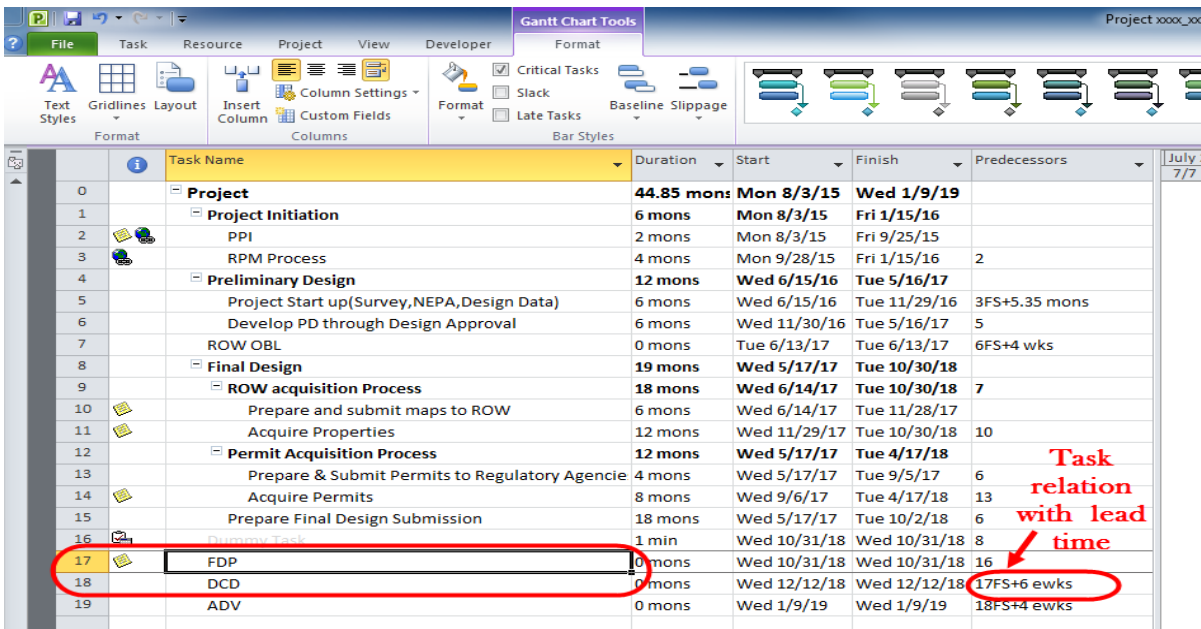 Gantt Chart Tools
Project xxxx_xx
File Task Resource Project View Developer Format
Text Styles
Gridlines
Layout
Format
Insert Column
Column Settings
Custom Fields
Columns
Format
Critical Tasks
Slack
Late Tasks
Baseline
Slippage
Bar Styles
Task Name Duration Start Finish Predecessors July
7/7
0 Project 44.85 mons Mon 8/3/15 Wed 1/9/19
1 Project Initiation 6 mons Mon 8/3/15 Fri 1/15/16
2 PPI 2 mons Mon 8/3/15 Fri 9/25/15
3 RPM Process 4 mons Mon 9/28/15 Fri 1/15/16 2
4 Preliminary Design 12 mons Wed 6/15/16 Tue 5/16/17
5 Project Start up(Survey,NEPA,Design Data) 6 mons Wed 6/15/16 Tue 11/29/16 3FS+5.35 mons
6 Develop PD through Design Approval 6 mons Wed 11/30/16 Tue 5/16/17 5
7 ROW OBL 0 mons Tue 6/13/17 Tue 6/13/17 6FS+4 wks
8 Final Design 19 mons Wed 5/17/17 Tue 10/30/18
9 ROW acquisition Process 18 mons Wed 6/14/17 Tue 10/30/18 7
10 Prepare and submit maps to ROW 6 mons Wed 6/14/17 Tue 11/28/17
11 Acquire Properties 12 mons Wed 11/29/17 Tue 10/30/18 10
12 Permit Acquisition Process 12 mons Wed 5/17/17 Tue 4/17/18
13 Prepare & Submit Permits to Regulatory Agencie 4 mons Wed 5/17/17 Tue 9/5/17 6
14 Acquire Permits 8 mons Wed 9/6/17 Tue 4/17/18 13
15 Prepare Final Design Submission 18 mons Wed 5/17/17 Tue 10/2/18 6
16 Dummy Task 1 min Wed 10/31/18 Wed 10/31/18 8
17 FDP 0 mons Wed 10/31/18 Wed 10/31/18 16
18 DCD 0 mons Wed 12/12/18 Wed 12/12/18 17FS+6 ewks
19 ADV 0 mons Wed 1/9/19 Wed 1/9/19 18FS+4 ewks
Task
relation
with lead
time